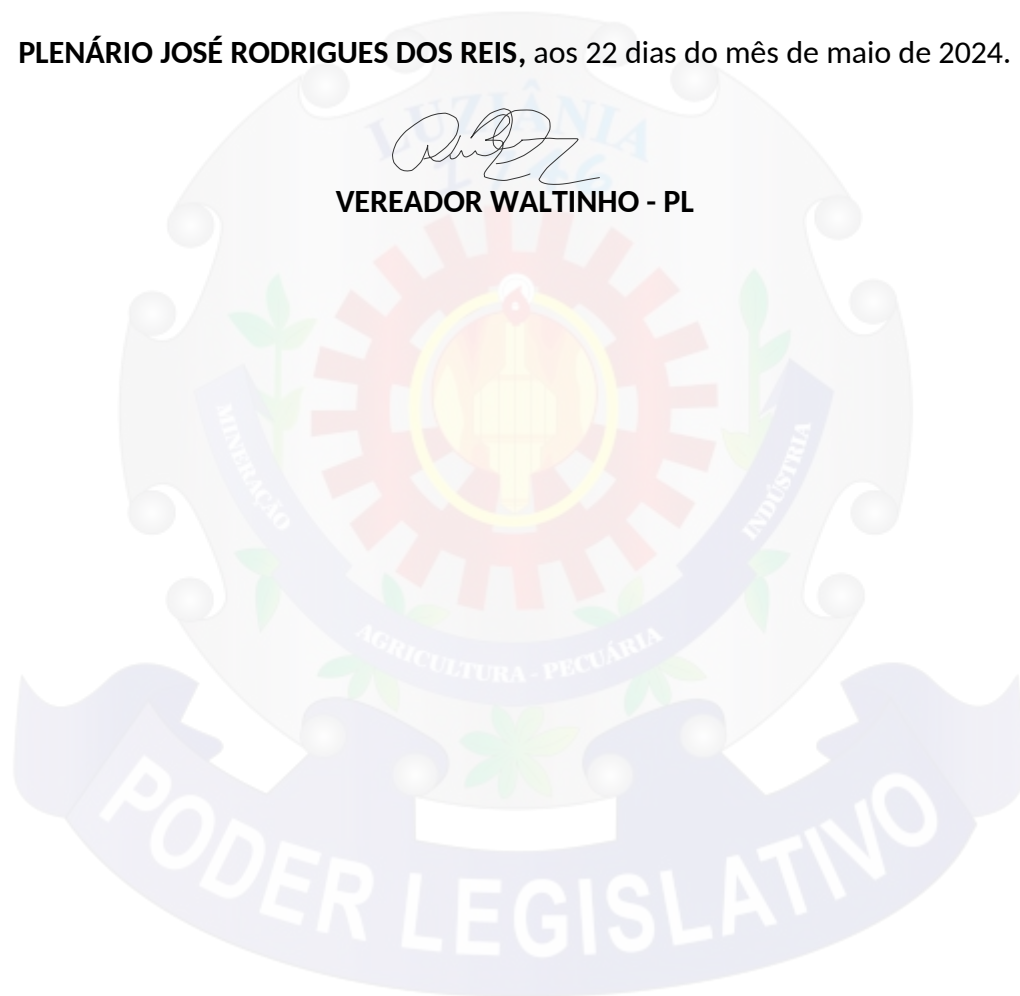 PLENÁRIO JOSÉ RODRIGUES DOS REIS, aos 22 dias do mês de maio de 2024.
LUZIÂNIA
VEREADOR WALTINHO - PL
MINERAÇÃO
INDÚSTRIA
AGRICULTURA - PECUÁRIA
PODER LEGISLATIVO